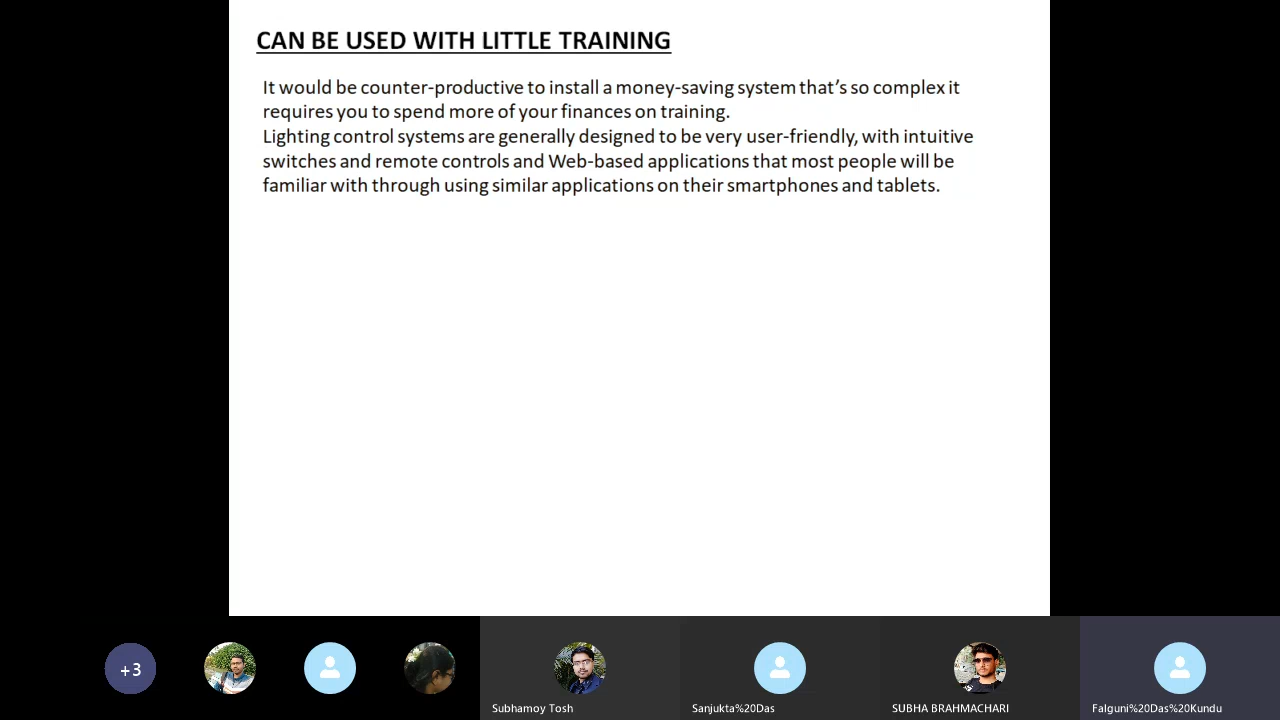 CAN BE USED WITH LITTLE TRAINING
It would be counter-productive to install a money-saving system that's so complex it
requires you to spend more of your finances on training.
Lighting control systems are generally designed to be very user-friendly, with intuitive
switches and remote controls and Web-based applications that most people will be
familiar with through using similar applications on their smartphones and tablets.
+3
Subhamoy Tosh
Sanjukta%20Das
SUBHA BRAHMACHARI
Falguni%20Das%20Kundu